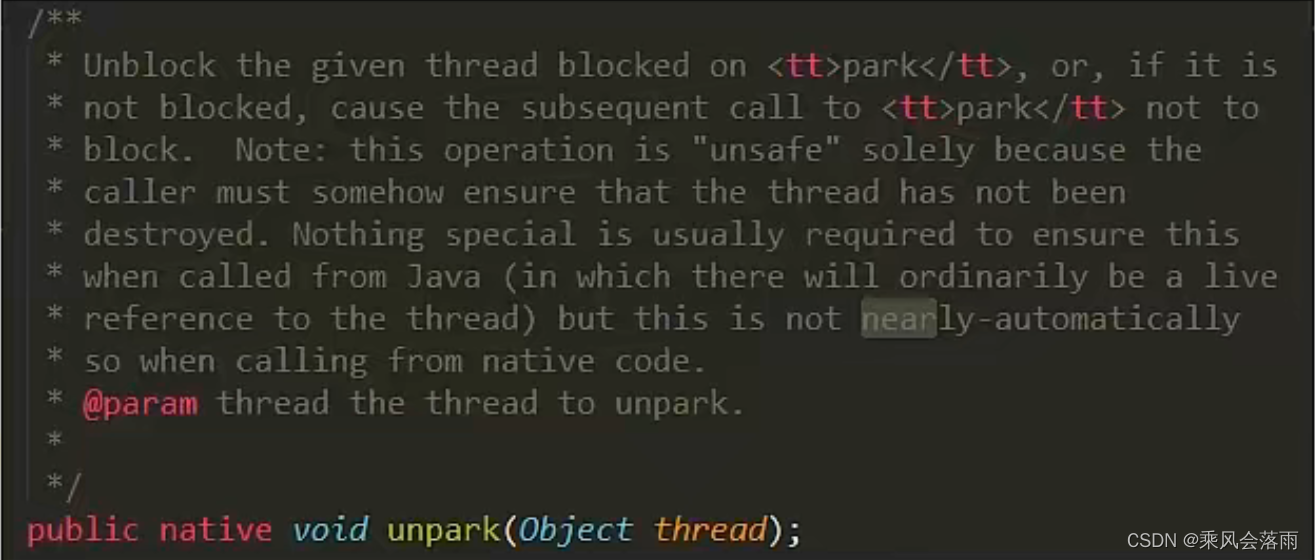 /**
* Unblock the given thread blocked on <tt>park</tt>, or, if it is
* not blocked, cause the subsequent call to <tt>park</tt> not to
* block.  Note: this operation is "unsafe" solely because the
* caller must somehow ensure that the thread has not been
* destroyed. Nothing special is usually required to ensure this
* when called from Java (in which there will ordinarily be a live
* reference to the thread) but this is not nearly-automatically
* so when calling from native code.
* @param thread the thread to unpark.
*
*/
public native void unpark(Object thread);
CSDN @乘风会落雨